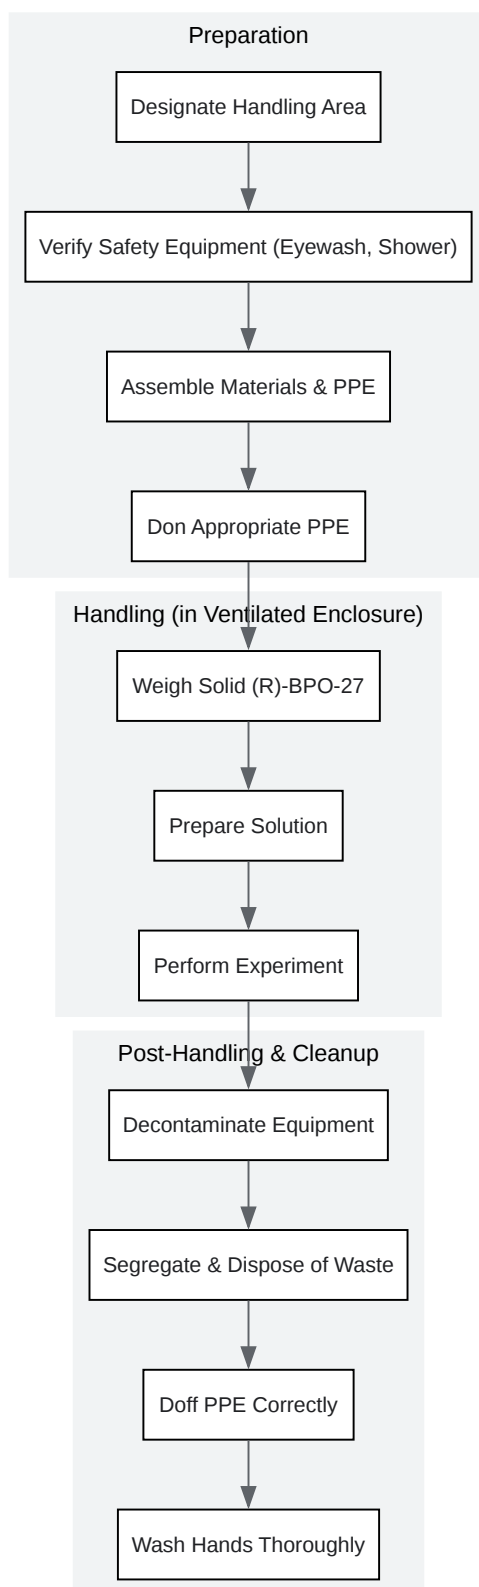 Preparation
Designate Handling Area
Verify Safety Equipment (Eyewash, Shower)
Assemble Materials & PPE
Don Appropriate PPE
Handling (in Ventilated Enclosure)
Weigh Solid (R)-BPO-27
Prepare Solution
Perform Experiment
Post-Handling & Cleanup
Decontaminate Equipment
Segregate & Dispose of Waste
Doff PPE Correctly
Wash Hands Thoroughly